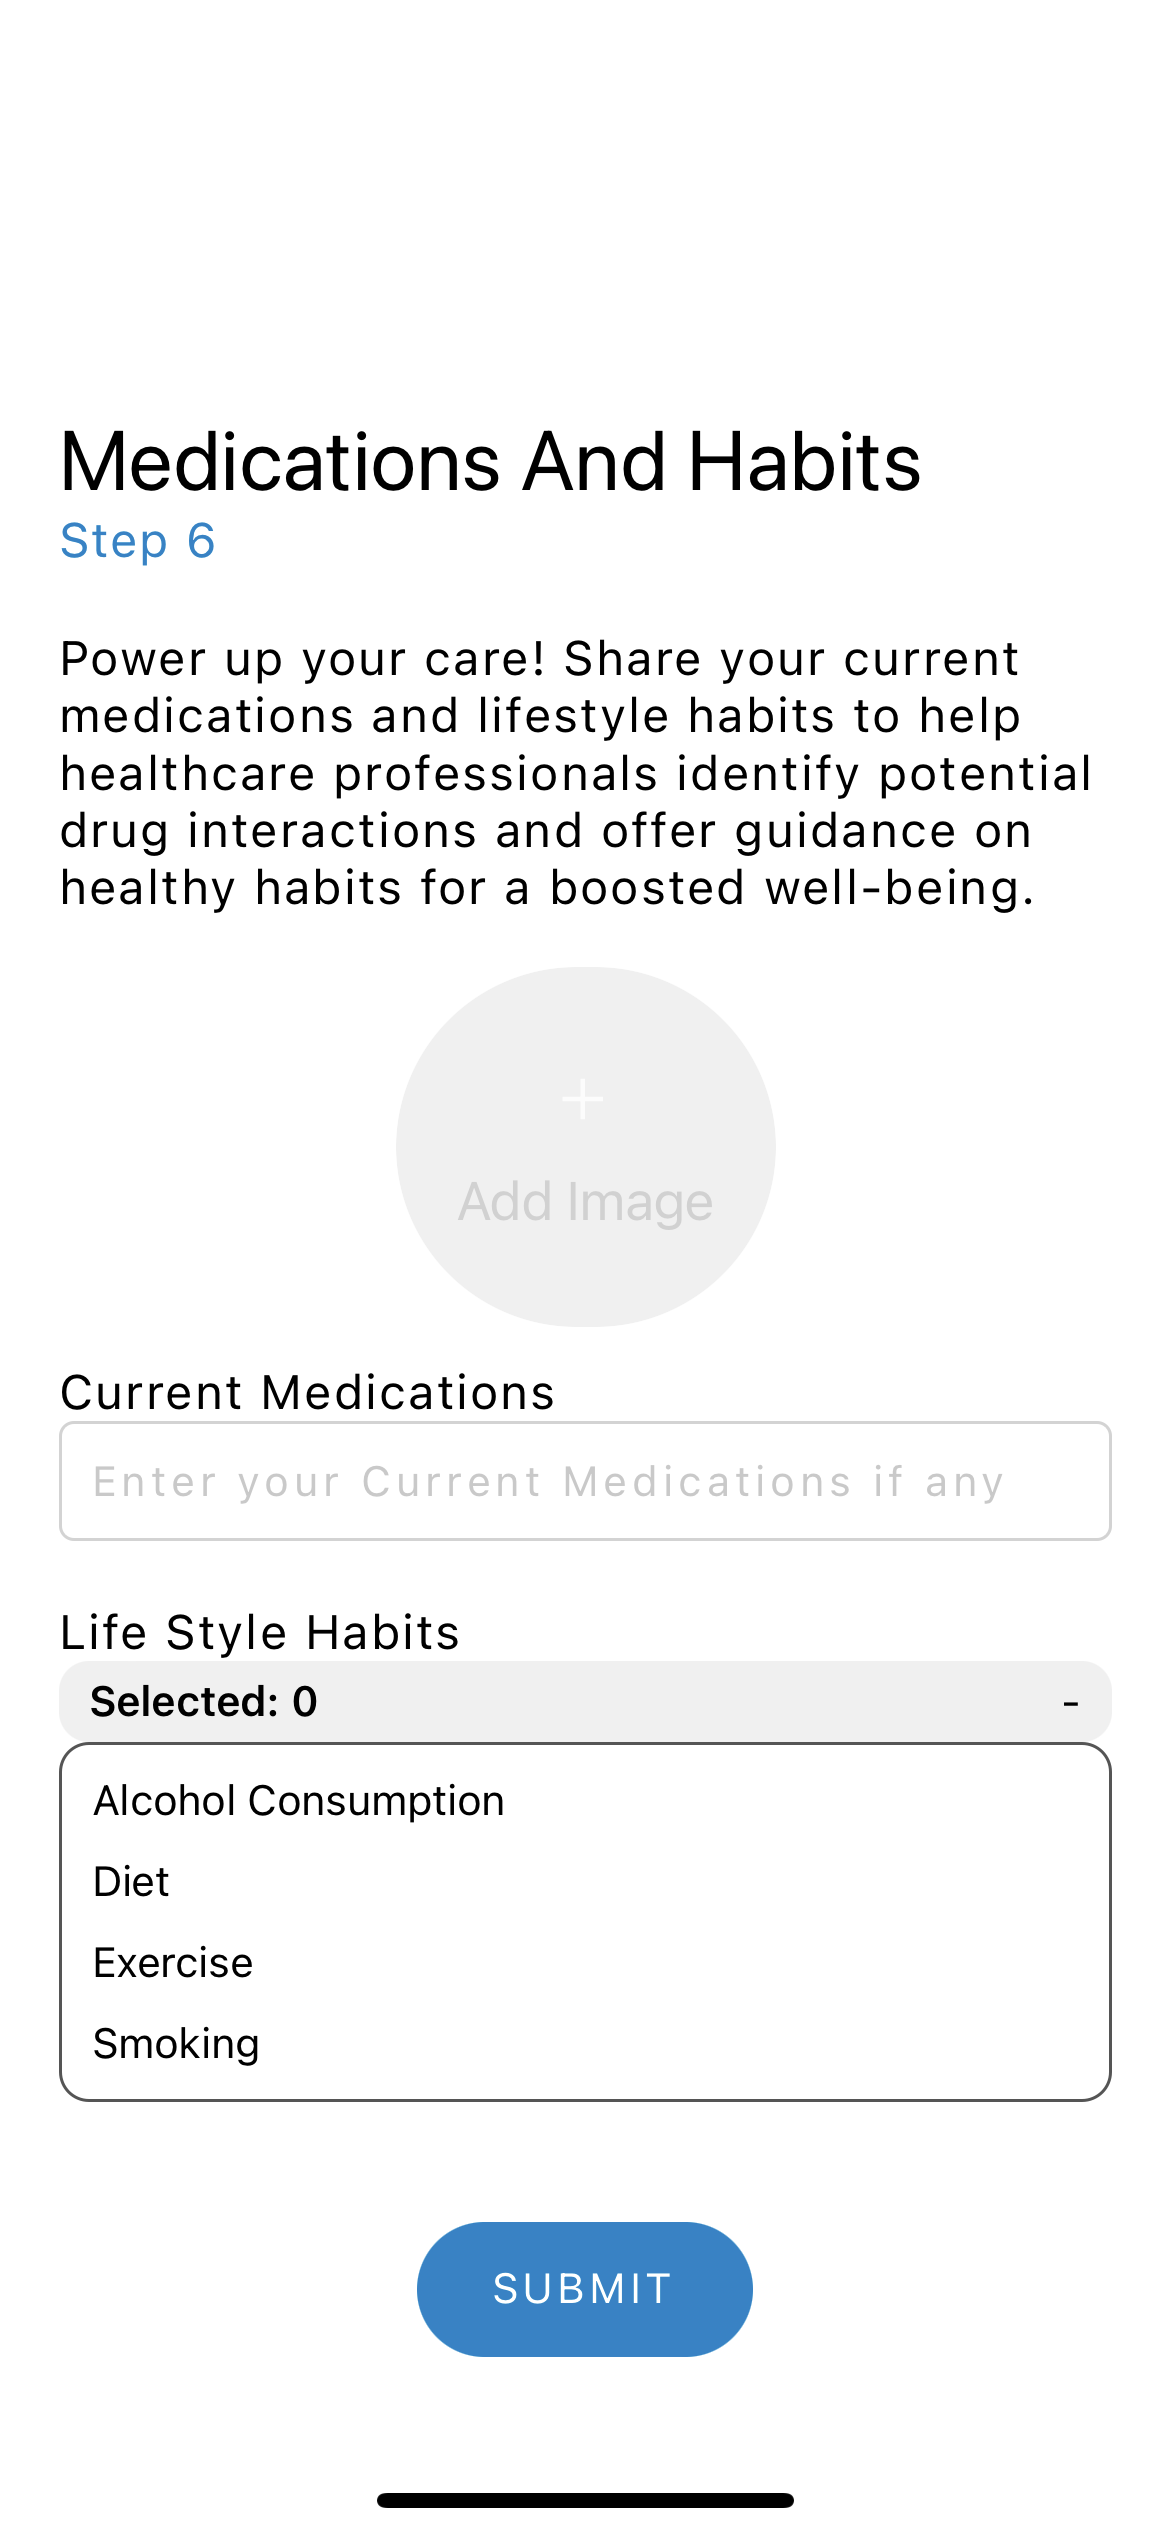 Medications And Habits
Step 6
Power up your care! Share your current
medications and lifestyle habits to help
healthcare professionals identify potential
drug interactions and offer guidance on
healthy habits for a boosted well-being.
+
Add Image
Current Medications
Enter your Current Medications if any
Life Style Habits
Selected: 0 -
Alcohol Consumption
Diet
Exercise
Smoking
SUBMIT